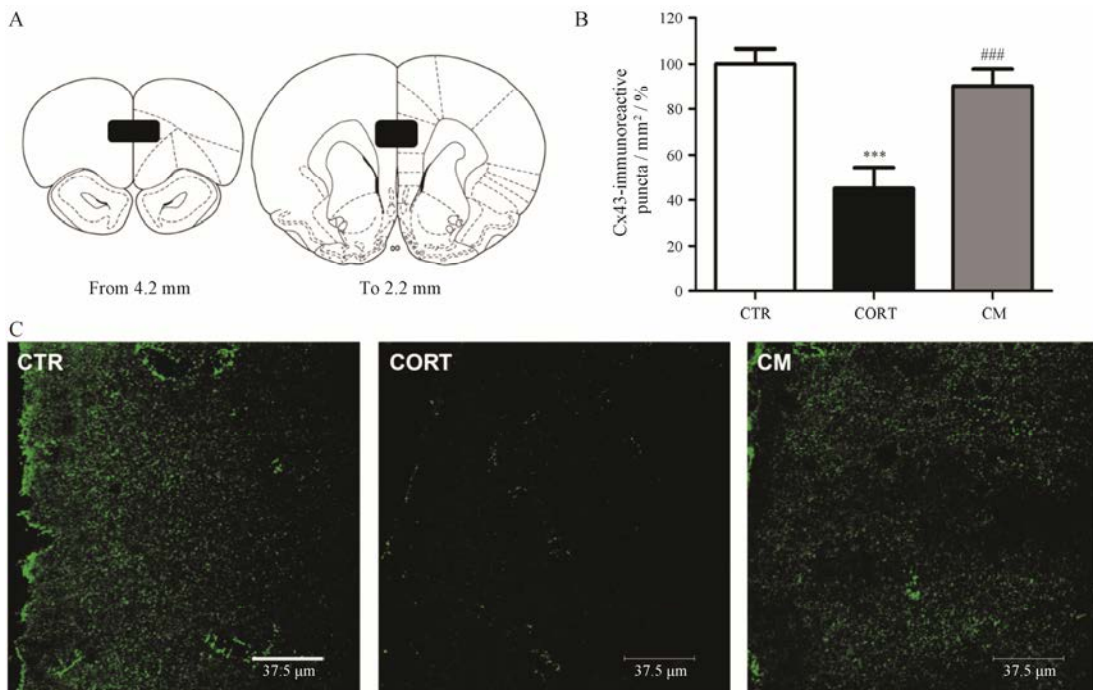 A
From 4.2 mm
To 2.2 mm
B
Cx43-immunoreactive
puncta / mm² / %
120
100
80
60
40
20
0
***
###
CTR
CORT
CM
C
CTR
37.5 μm
CORT
37.5 μm
CM
37.5 μm